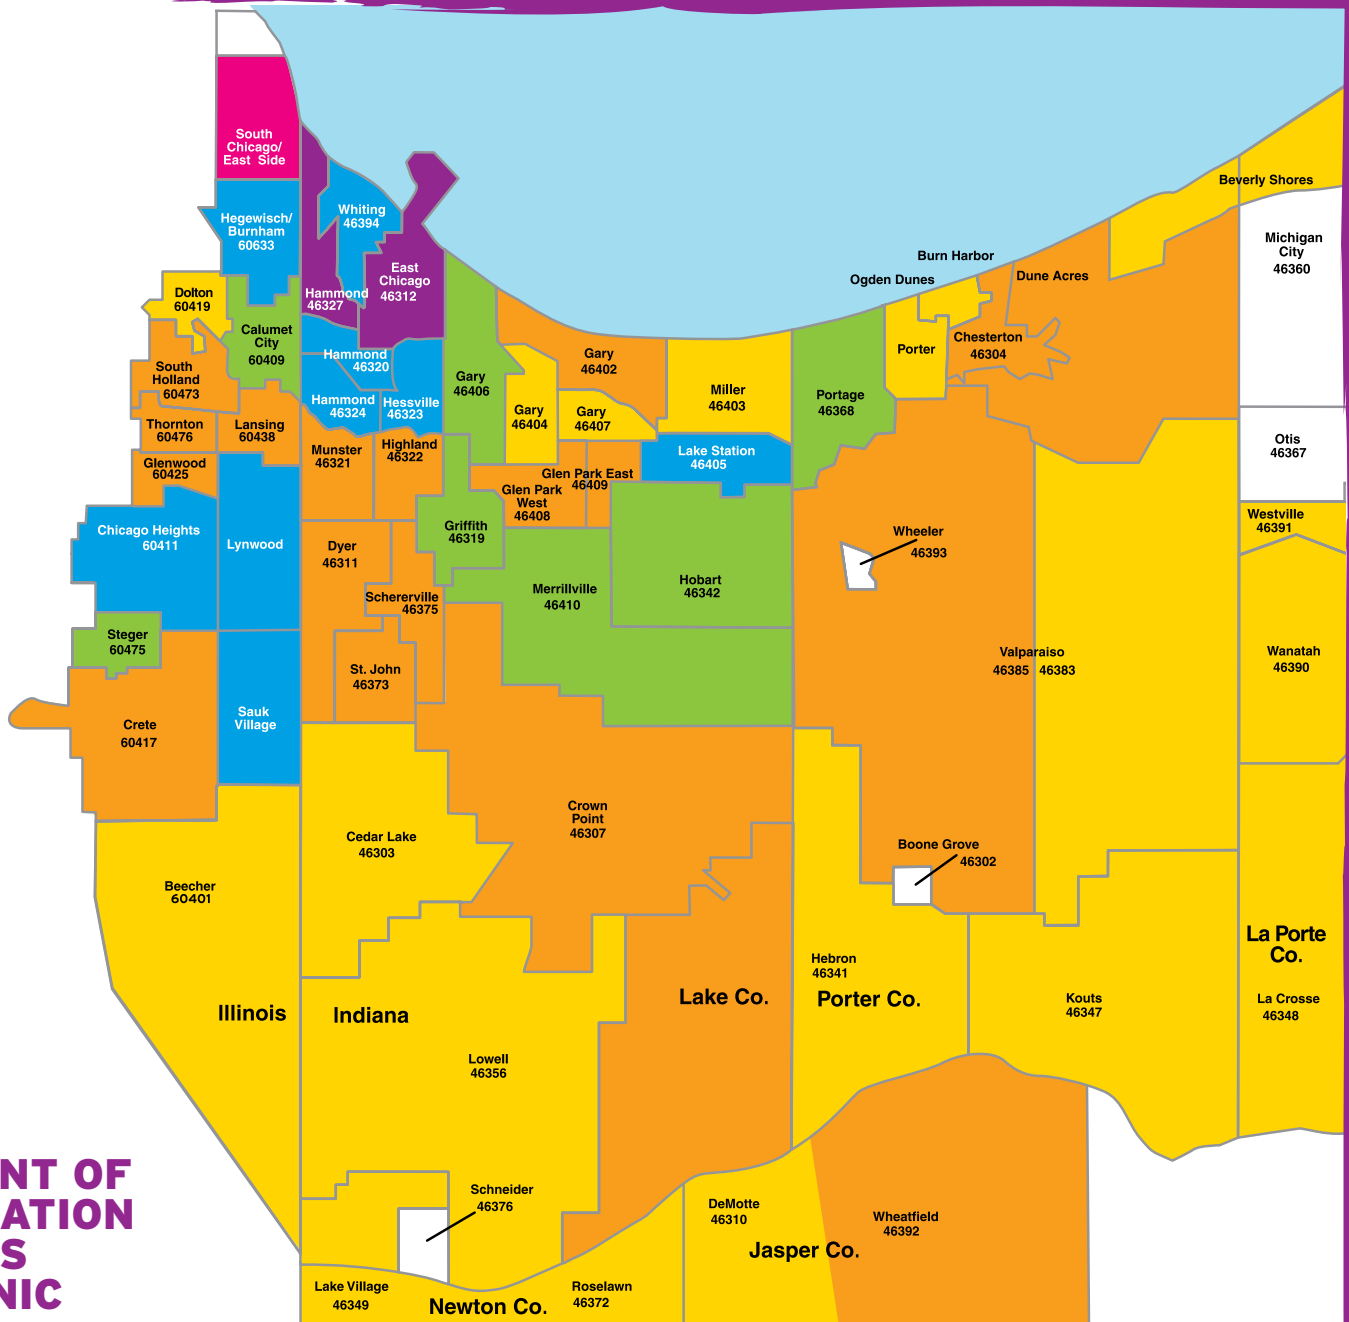 South
Chicago/
East Side
Hegewisch/
Burnham
60633
Whiting
46394
East
Chicago
46312
Hammond
46327
Dolton
60419
Calumet
City
60409
Hammond
46320
Hammond
46324
Hessville
46323
South
Holland
60473
Thornton
60476
Lansing
60438
Glenwood
60425
Munster
46321
Highland
46322
Gary
46406
Gary
46402
Gary
46404
Gary
46407
Miller
46403
Lake Station
46405
Glen Park East
46409
Glen Park
West
46408
Portage
46368
Ogden Dunes
Burn Harbor
Dune Acres
Porter
Chesterton
46304
Beverly Shores
Michigan
City
46360
Otis
46367
Westville
46391
Wanatah
46390
Chicago Heights
60411
Lynwood
Dyer
46311
Griffith
46319
Schererville
46375
Merrillville
46410
Hobart
46342
Wheeler
46393
Valparaiso
46385 46383
Steger
60475
St. John
46373
Crete
60417
Sauk
Village
Crown
Point
46307
Cedar Lake
46303
Boone Grove
46302
Beecher
60401
Hebron
46341
Kouts
46347
La Porte
Co.
La Crosse
46348
Illinois
Indiana
Lake Co.
Porter Co.
Lowell
46356
Schneider
46376
DeMotte
46310
Wheatfield
46392
Jasper Co.
Lake Village
46349
Newton Co.
Roselawn
46372
NT OF
ATION
S
NIC